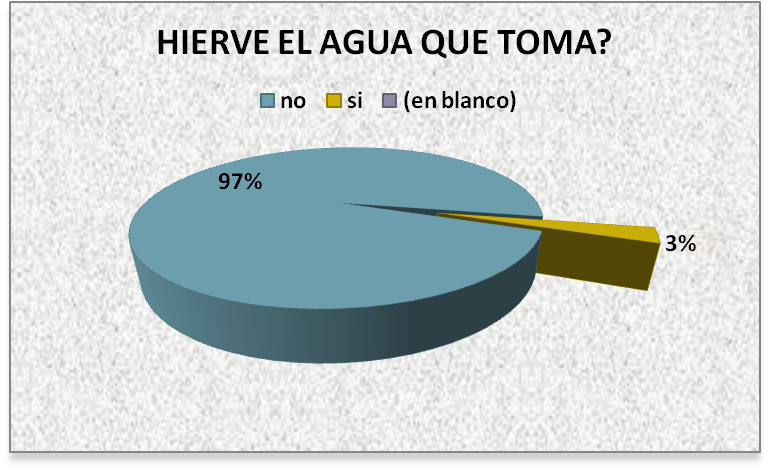 HIERVE EL AGUA QUE TOMA?
no si (en blanco)
97%
3%